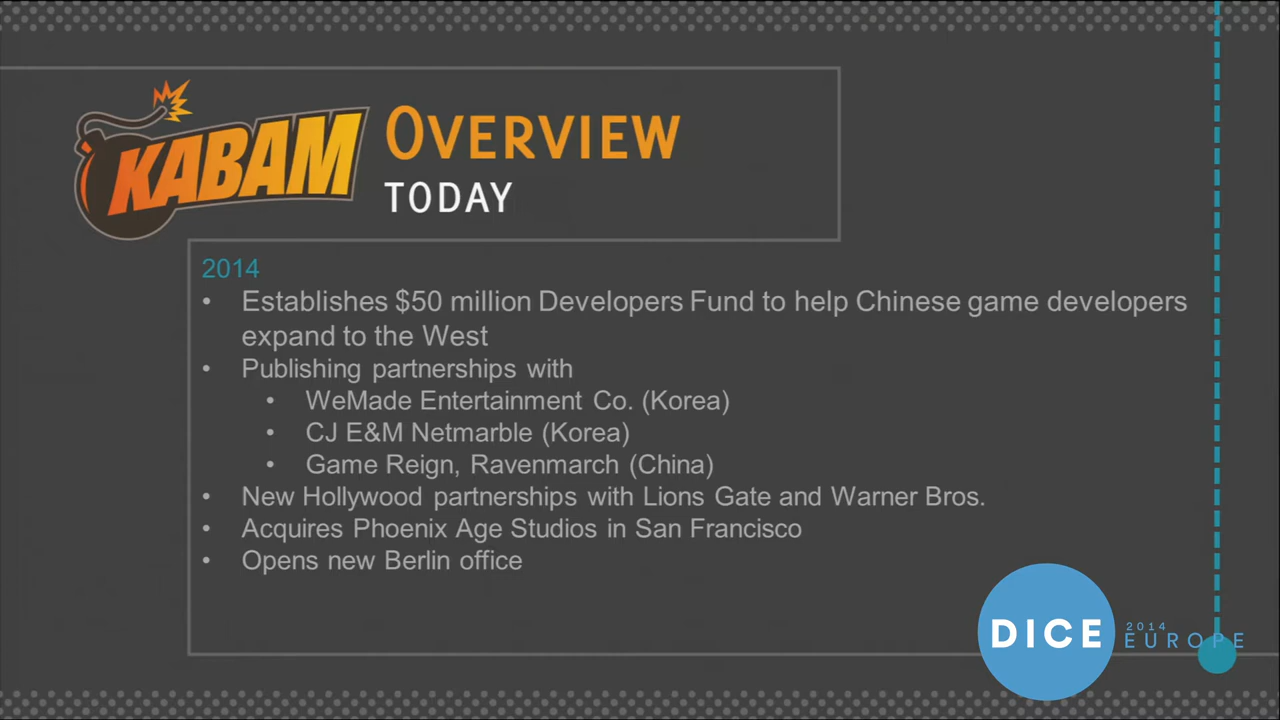 KABAM
OVERVIEW
TODAY
2014
• Establishes $50 million Developers Fund to help Chinese game developers
expand to the West
• Publishing partnerships with
• WeMade Entertainment Co. (Korea)
• CJ E&M Netmarble (Korea)
• Game Reign, Ravenmarch (China)
• New Hollywood partnerships with Lions Gate and Warner Bros.
• Acquires Phoenix Age Studios in San Francisco
• Opens new Berlin office
DICE
2014
EUROPE